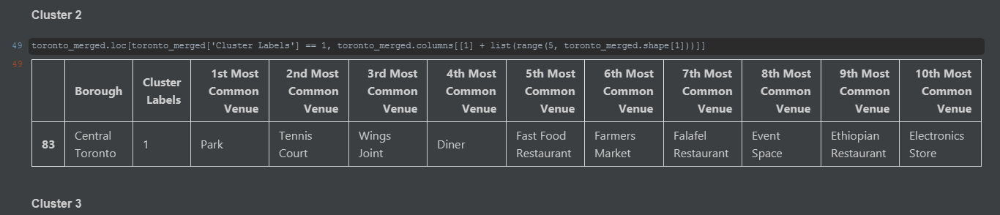 Cluster 2
49 toronto_merged.loc[toronto_merged['Cluster Labels'] == 1, toronto_merged.columns[[1] + list(range(5, toronto_merged.shape[1]))]]
49
Borough Cluster Labels 1st Most Common Venue 2nd Most Common Venue 3rd Most Common Venue 4th Most Common Venue 5th Most Common Venue 6th Most Common Venue 7th Most Common Venue 8th Most Common Venue 9th Most Common Venue 10th Most Common Venue
83 Central Toronto 1 Park Tennis Court Wings Joint Diner Fast Food Restaurant Farmers Market Falafel Restaurant Event Space Ethiopian Restaurant Electronics Store
Cluster 3